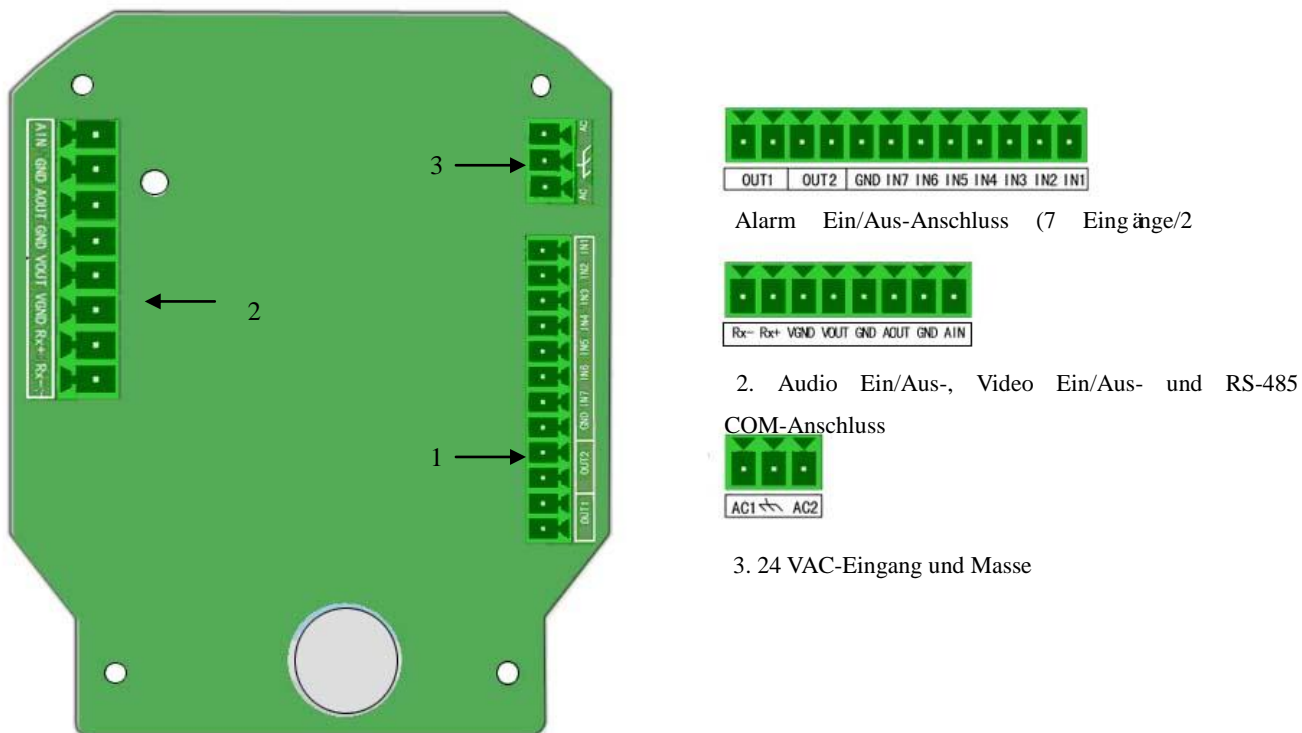 AIN GND AOUT GND VOUT VGND Rx+ Rx-
AC AC
3
IN1 IN2 IN3 IN4 IN5 IN6 IN7 GND OUT2 OUT1
2
1
OUT1 OUT2 GND IN7 IN6 IN5 IN4 IN3 IN2 IN1
Alarm Ein/Aus-Anschluss (7 Eingänge/2
Rx- Rx+ VGND VOUT GND AOUT GND AIN
2. Audio Ein/Aus-, Video Ein/Aus- und RS-485
COM-Anschluss
AC1 AC2
3. 24 VAC-Eingang und Masse